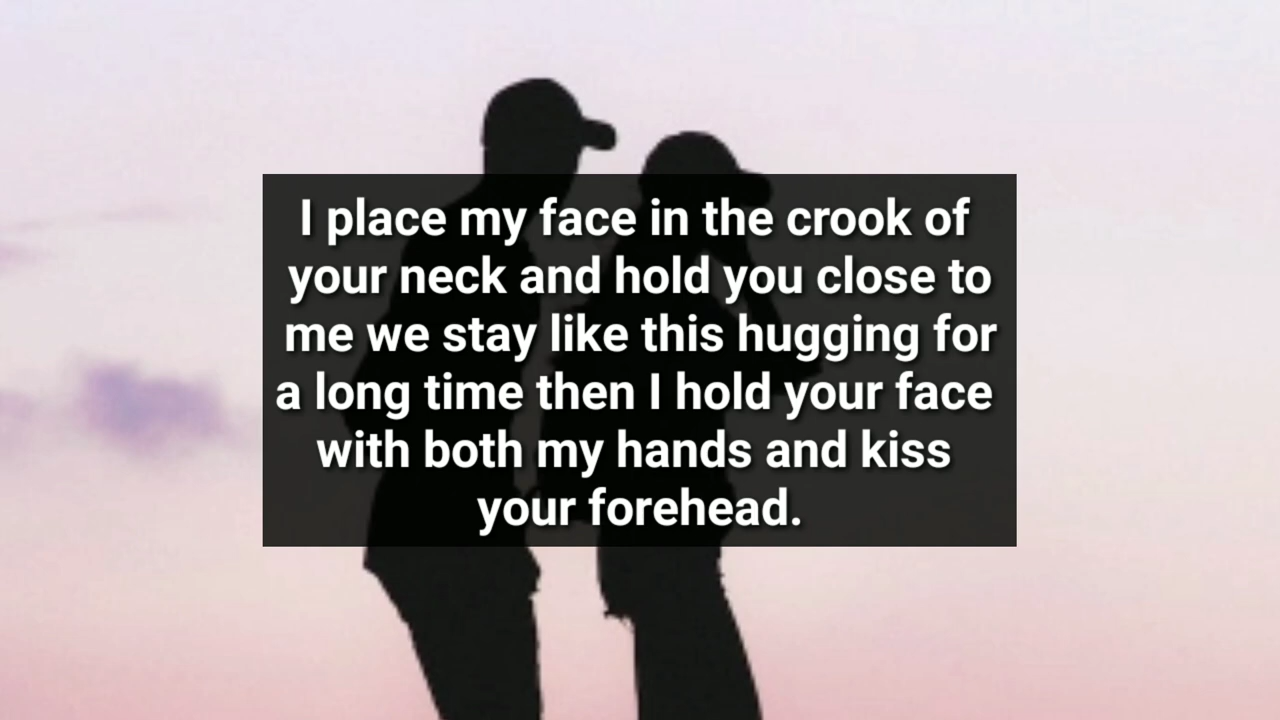 I place my face in the crook of
your neck and hold you close to
me we stay like this hugging for
a long time then I hold your face
with both my hands and kiss
your forehead.